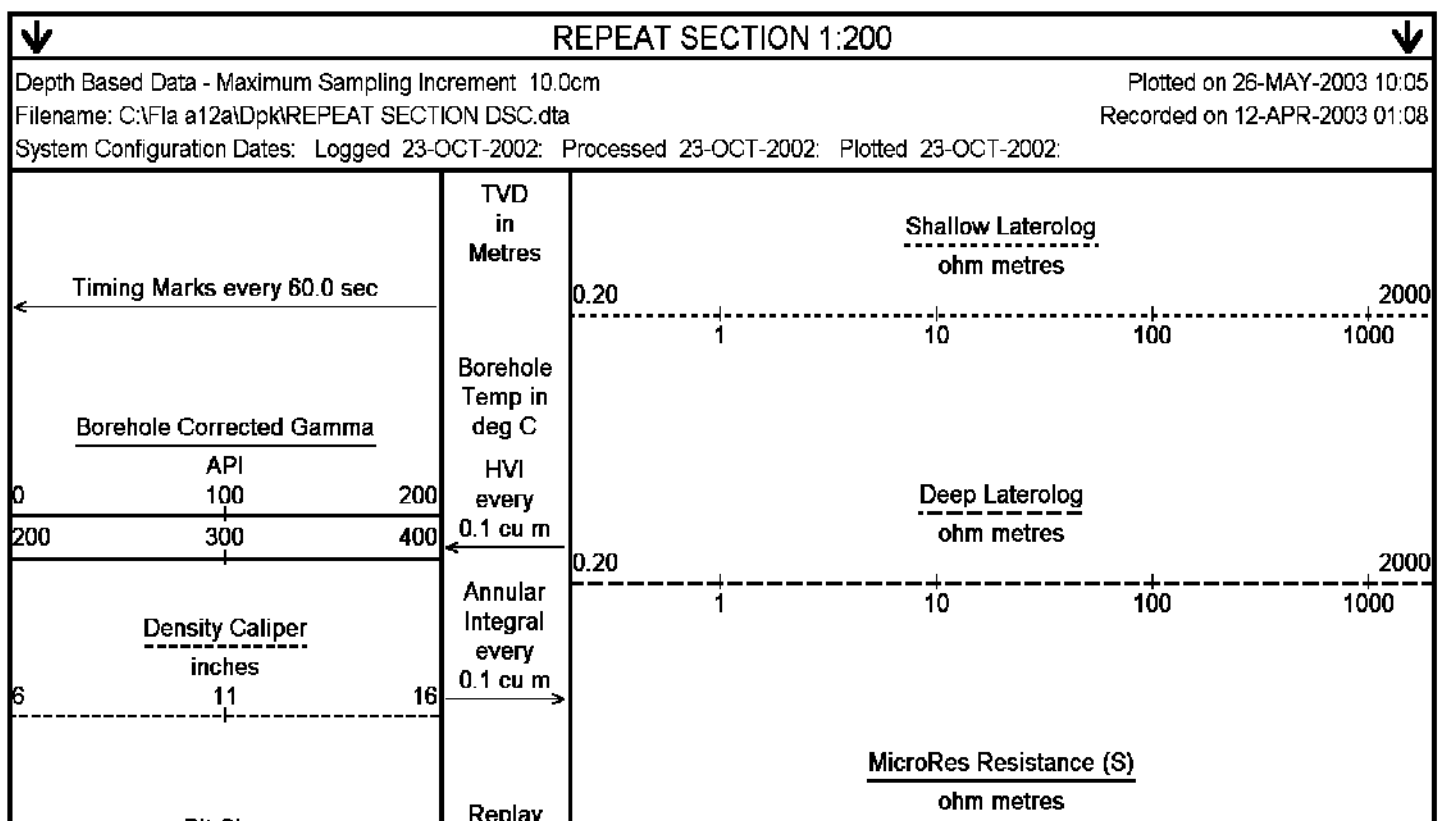 REPEAT SECTION 1:200
Depth Based Data - Maximum Sampling Increment 10.0cm
Plotted on 26-MAY-2003 10:05
Filename: C:\Fla a12a\Dpk\REPEAT SECTION DSC.dta
Recorded on 12-APR-2003 01:08
System Configuration Dates: Logged 23-OCT-2002: Processed 23-OCT-2002: Plotted 23-OCT-2002:
Timing Marks every 60.0 sec
Borehole Corrected Gamma
API
0 100 200
200 300 400
Density Caliper
inches
6 11 16
TVD
in
Metres
Borehole
Temp in
deg C
HVI
every
0.1 cu m
Annular
Integral
every
0.1 cu m
Replay
Shallow Laterolog
ohm metres
0.20 2000
1 10 100 1000
Deep Laterolog
ohm metres
0.20 2000
1 10 100 1000
MicroRes Resistance (S)
ohm metres